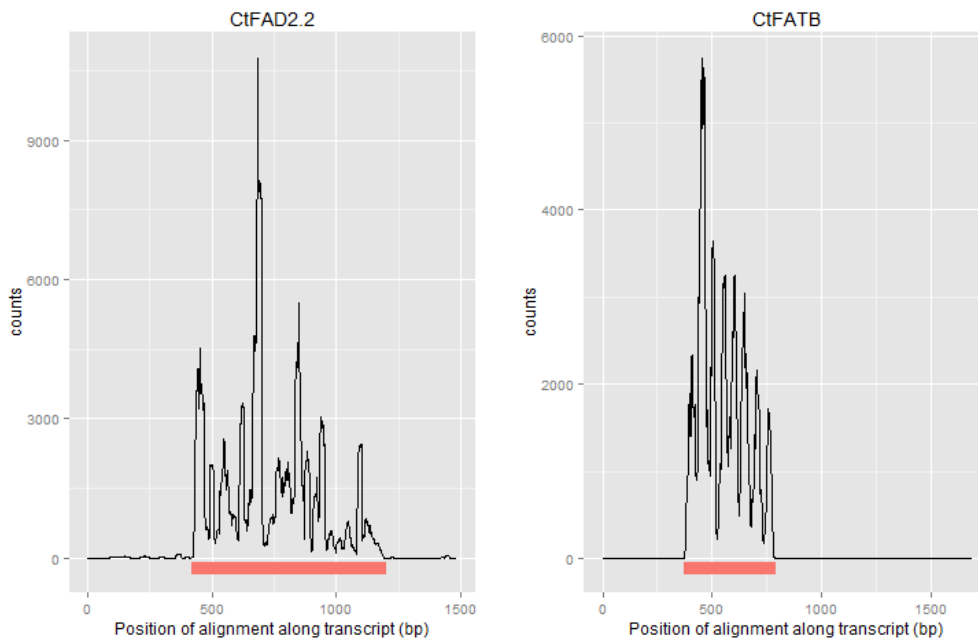 CtFAD2.2
counts
9000
6000
3000
0
0
500
1000
1500
Position of alignment along transcript (bp)
CtFATB
counts
6000
4000
2000
0
0
500
1000
1500
Position of alignment along transcript (bp)